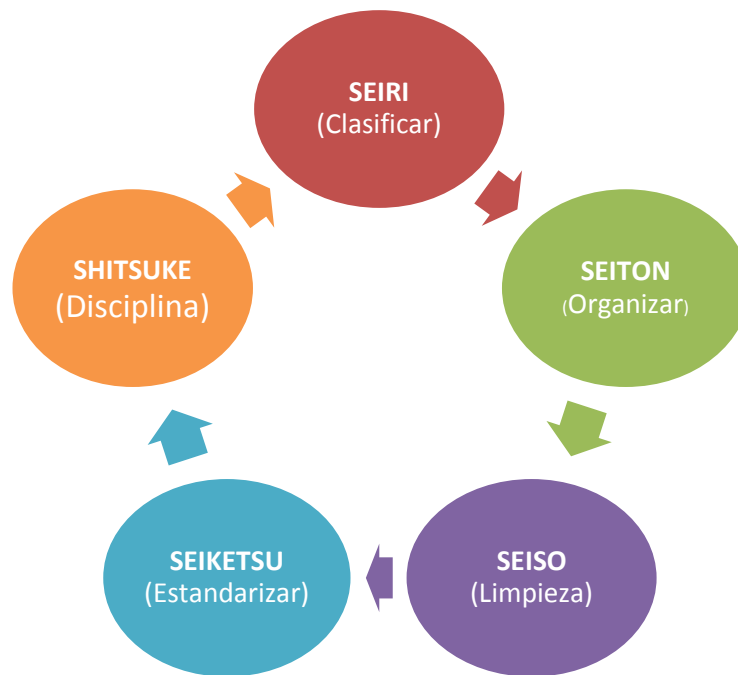 SEIRI
(Clasificar)
SEITON
(Organizar)
SEISO
(Limpieza)
SEIKETSU
(Estandarizar)
SHITSUKE
(Disciplina)